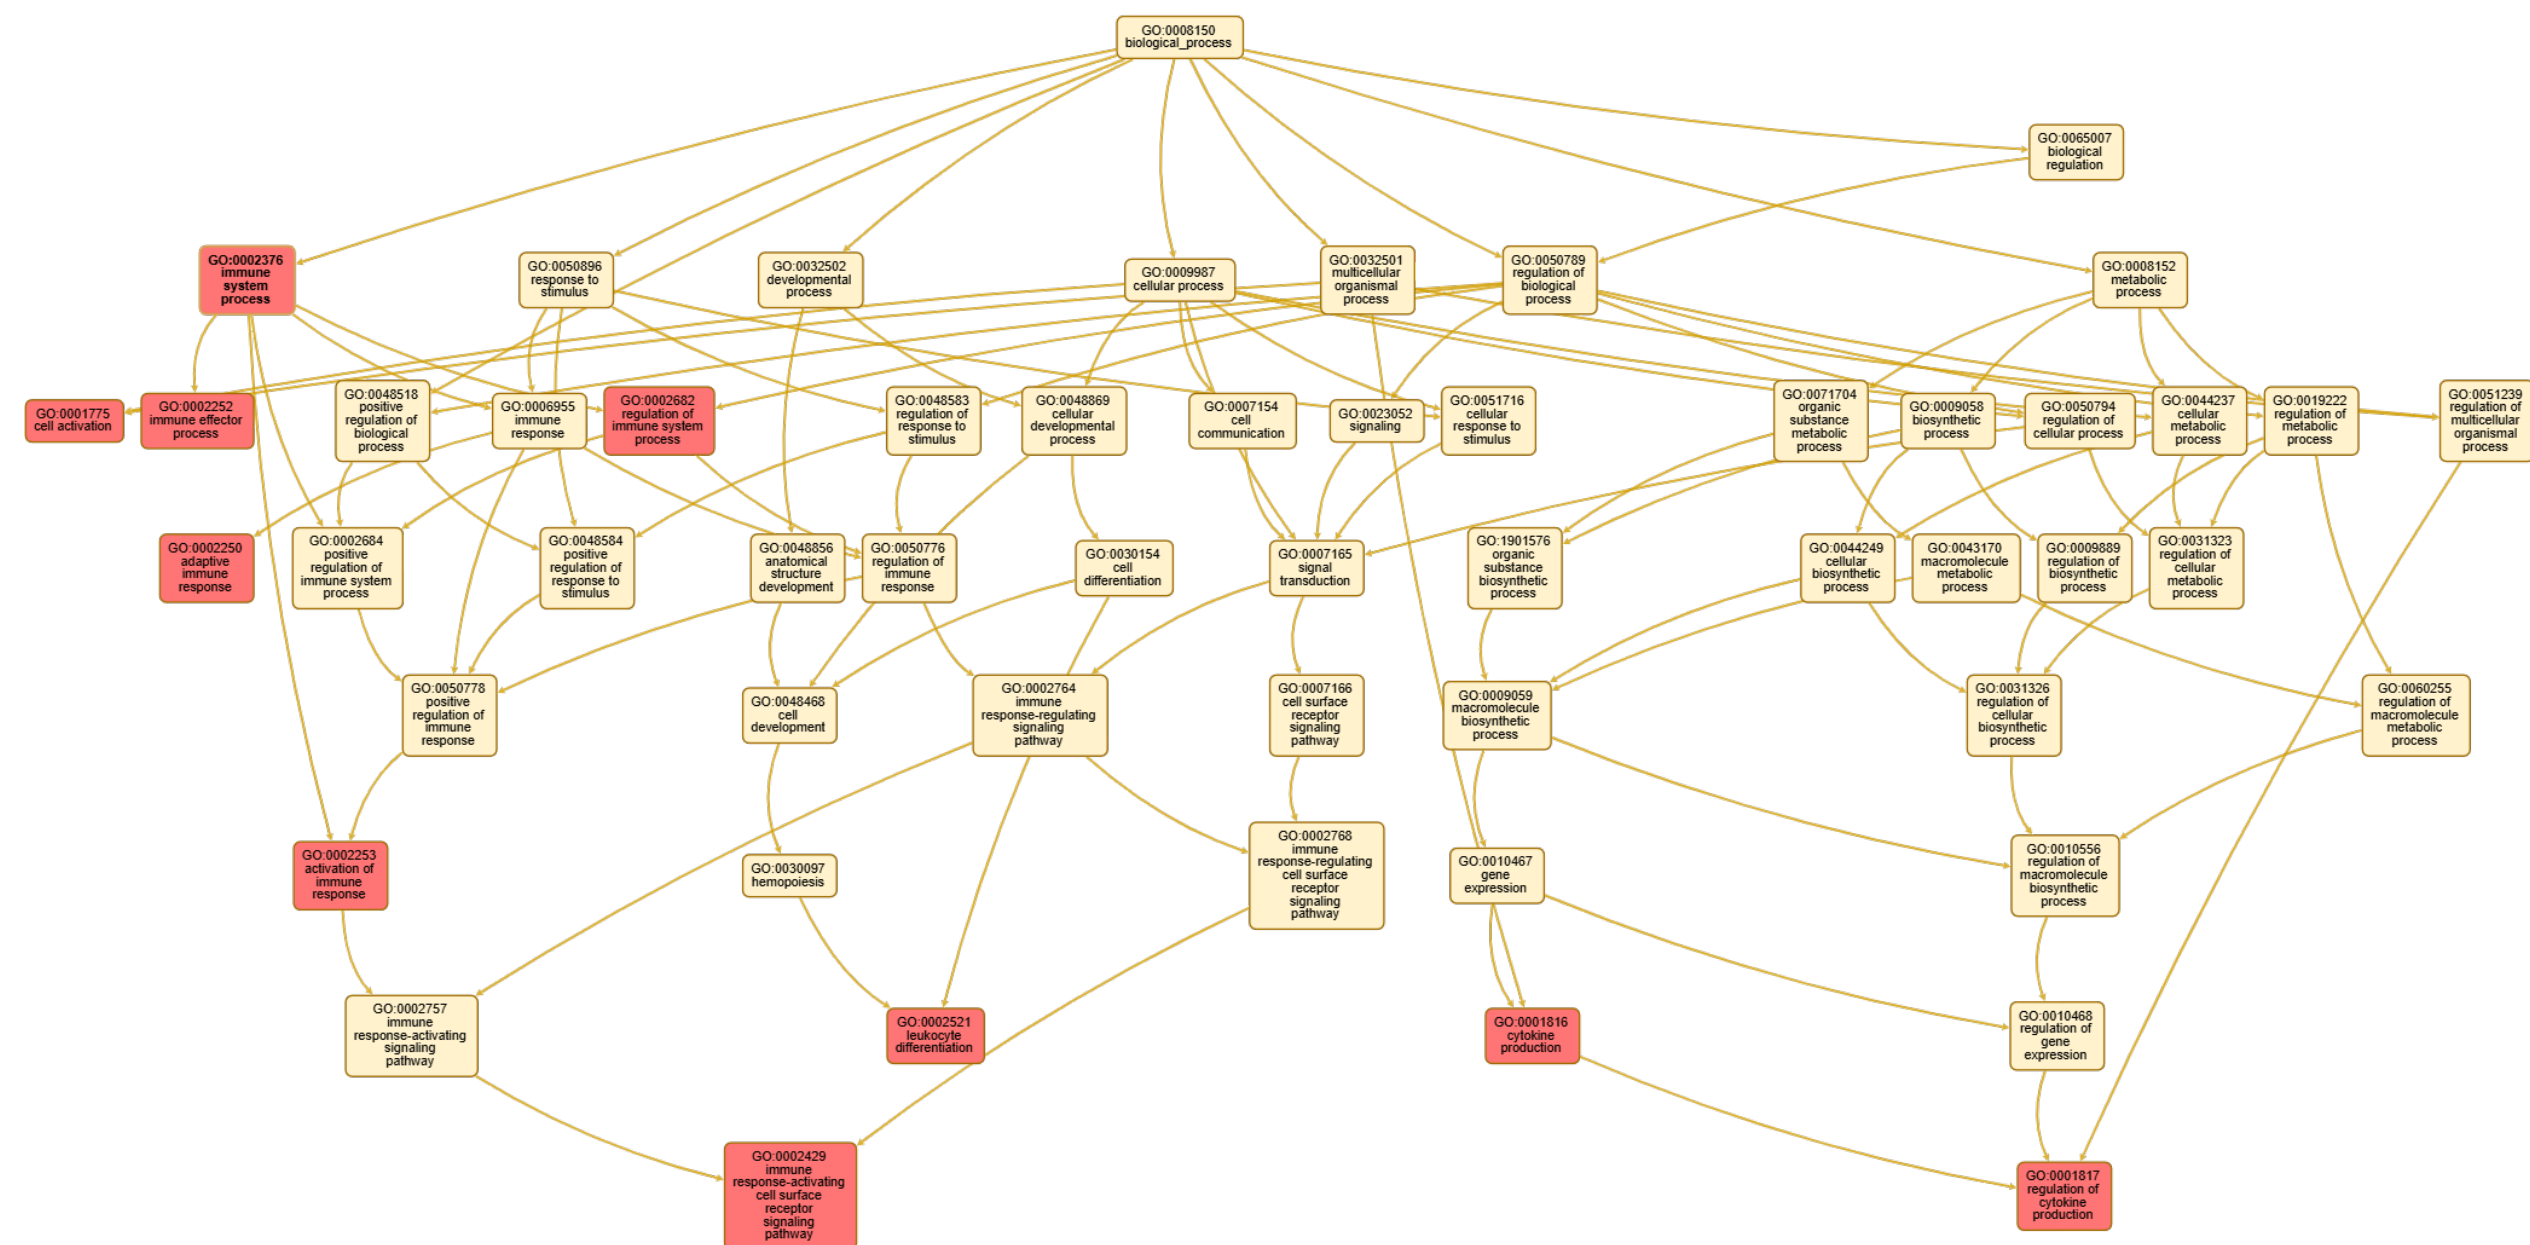 GO:0008150
biological_process
GO:0065007
biological
regulation
GO:0002376
immune
system
process
GO:0050896
response to
stimulus
GO:0032502
developmental
process
GO:0009987
cellular process
GO:0032501
multicellular
organismal
process
GO:0050789
regulation of
biological
process
GO:0008152
metabolic
process
GO:0001775
cell activation
GO:0002252
immune effector
process
GO:0048518
positive
regulation of
biological
process
GO:0006955
immune
response
GO:0002682
regulation of
immune system
process
GO:0048583
regulation of
response to
stimulus
GO:0048869
cellular
developmental
process
GO:0007154
cell
communication
GO:0023052
signaling
GO:0051716
cellular
response to
stimulus
GO:0071704
organic
substance
metabolic
process
GO:0009058
biosynthetic
process
GO:0050794
regulation of
cellular process
GO:0044237
cellular
metabolic
process
GO:0019222
regulation of
metabolic
process
GO:0051239
regulation of
multicellular
organismal
process
GO:0002250
adaptive
immune
response
GO:0002684
positive
regulation of
immune system
process
GO:0048584
positive
regulation of
response to
stimulus
GO:0048856
anatomical
structure
development
GO:0050776
regulation of
immune
response
GO:0030154
cell
differentiation
GO:0007165
signal
transduction
GO:1901576
organic
substance
biosynthetic
process
GO:0044249
cellular
biosynthetic
process
GO:0043170
macromolecule
metabolic
process
GO:0009889
regulation of
biosynthetic
process
GO:0031323
regulation of
cellular
metabolic
process
GO:0050778
positive
regulation of
immune
response
GO:0048468
cell
development
GO:0002764
immune
response-regulating
signaling
pathway
GO:0007166
cell surface
receptor
signaling
pathway
GO:0009059
macromolecule
biosynthetic
process
GO:0031326
regulation of
cellular
biosynthetic
process
GO:0060255
regulation of
macromolecule
metabolic
process
GO:0002253
activation of
immune
response
GO:0030097
hemopoiesis
GO:0002768
immune
response-regulating
cell surface
receptor
signaling
pathway
GO:0010467
gene
expression
GO:0010556
regulation of
macromolecule
biosynthetic
process
GO:0002757
immune
response-activating
signaling
pathway
GO:0002521
leukocyte
differentiation
GO:0001816
cytokine
production
GO:0010468
regulation of
gene
expression
GO:0002429
immune
response-activating
cell surface
receptor
signaling
pathway
GO:0001817
regulation of
cytokine
production